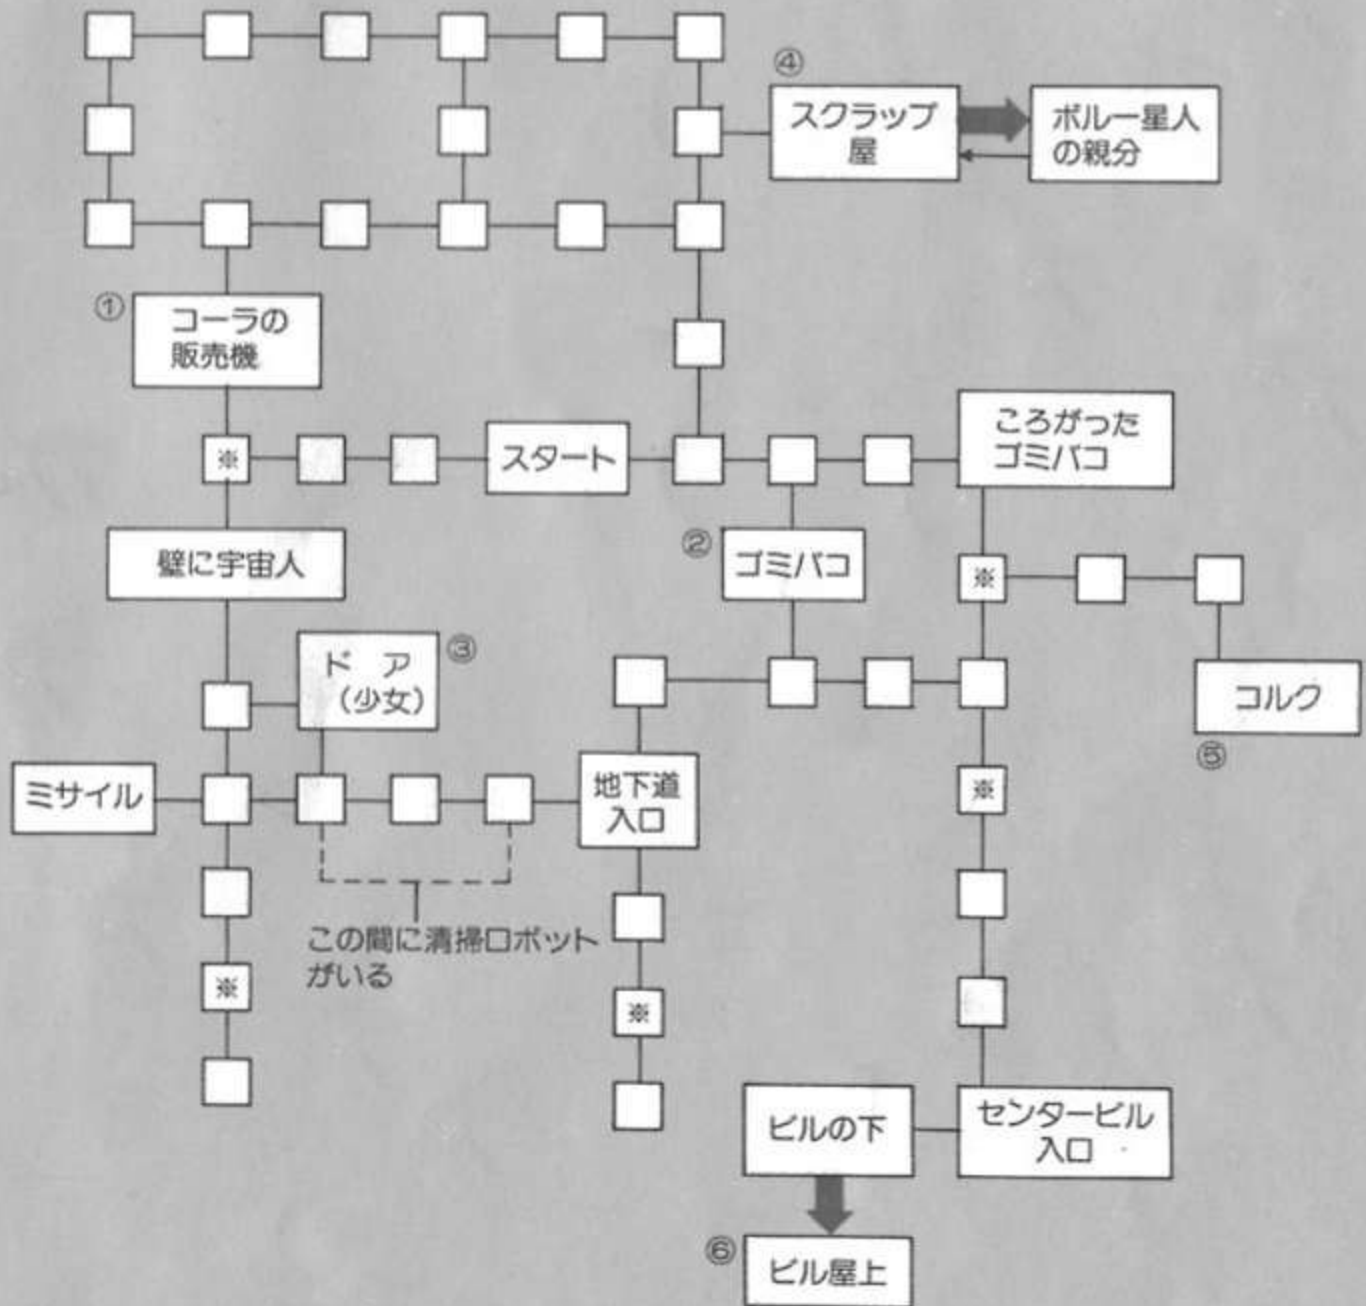 ④
スクラップ
屋
ボルー星人
の親分
①
コーラの
販売機
※
スタート
ころがった
ゴミバコ
壁に宇宙人
②
ゴミバコ
※
ドア
(少女)
③
コルク
⑤
ミサイル
地下道
入口
※
この間に清掃ロボット
がいる
※
※
ビルの下
センタービル
入口
⑥
ビル屋上